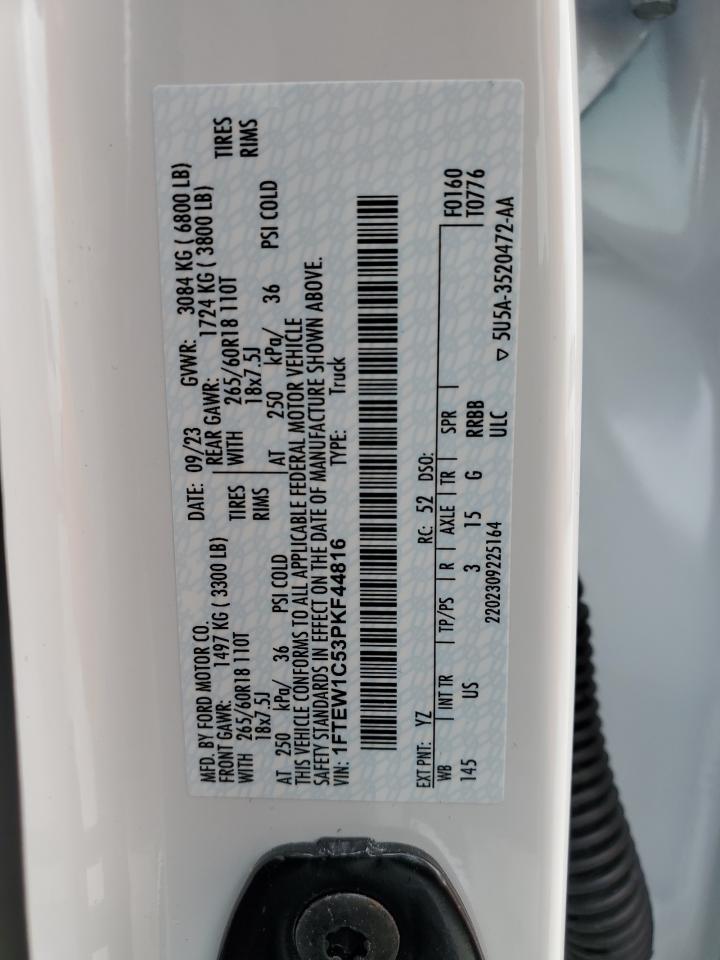 MFD. BY FORD MOTOR CO. DATE: 09/23 GVWR: 3084 KG ( 6800 LB)
FRONT GAWR: 1497 KG ( 3300 LB) REAR GAWR: 1724 KG ( 3800 LB)
WITH 265/60R18 110T TIRES WITH 265/60R18 110T TIRES
18x7.5J RIMS 18x7.5J RIMS
AT 250 kPa/ 36 PSI COLD AT 250 kPa/ 36 PSI COLD
THIS VEHICLE CONFORMS TO ALL APPLICABLE FEDERAL MOTOR VEHICLE
SAFETY STANDARDS IN EFFECT ON THE DATE OF MANUFACTURE SHOWN ABOVE.
VIN: 1FTEW1C53PKF44816 TYPE: Truck
EXT PNT: YZ RC: 52 DSO: F0160
WB INT TR TP/PS R AXLE TR SPR T0776
145 US 3 15 G RRBB
2202309225164 ULC ▽ 5U5A-3520472-AA